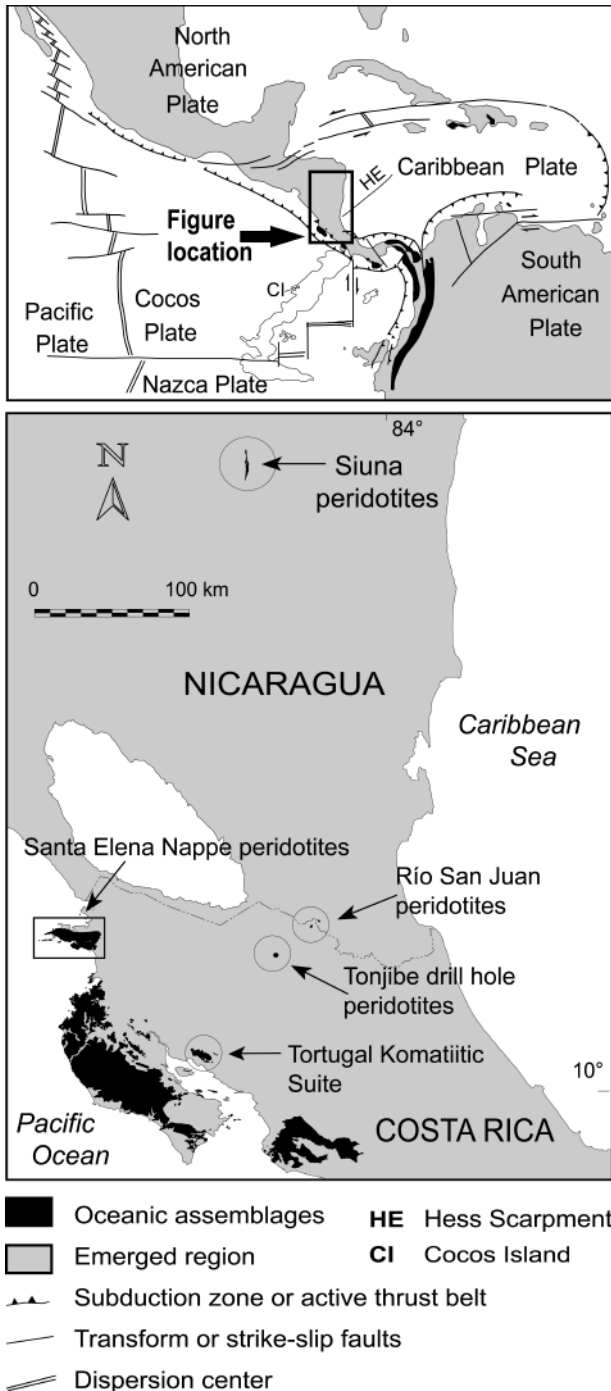 North
American
Plate
HE
Caribbean Plate
Figure
location
CI
South
American
Plate
Pacific
Plate
Cocos
Plate
Nazca Plate
84°
N
Siuna
peridotites
0 100 km
NICARAGUA
Caribbean
Sea
Santa Elena Nappe peridotites
Río San Juan
peridotites
Tonjibe drill hole
peridotites
Tortugal Komatiitic
Suite
10°
Pacific
Ocean
COSTA RICA
Oceanic assemblages
HE Hess Scarpment
Emerged region
CI Cocos Island
Subduction zone or active thrust belt
Transform or strike-slip faults
Dispersion center